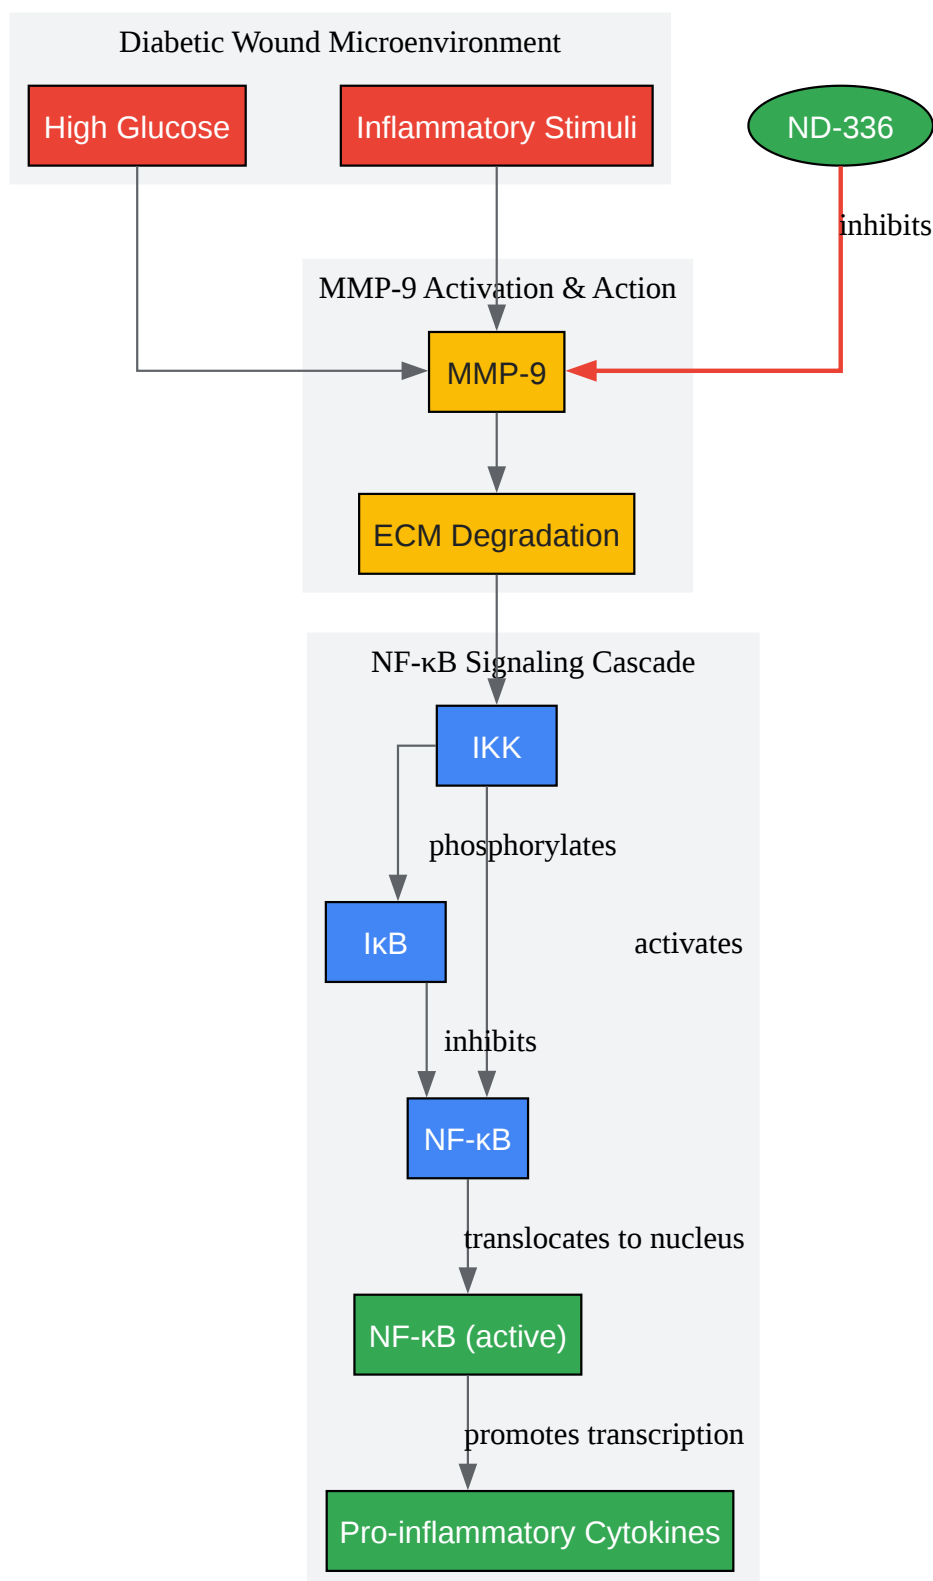 Diabetic Wound Microenvironment
High Glucose
Inflammatory Stimuli
ND-336
inhibits
MMP-9 Activation & Action
MMP-9
ECM Degradation
NF-κB Signaling Cascade
IKK
phosphorylates
IκB
activates
inhibits
NF-κB
translocates to nucleus
NF-κB (active)
promotes transcription
Pro-inflammatory Cytokines